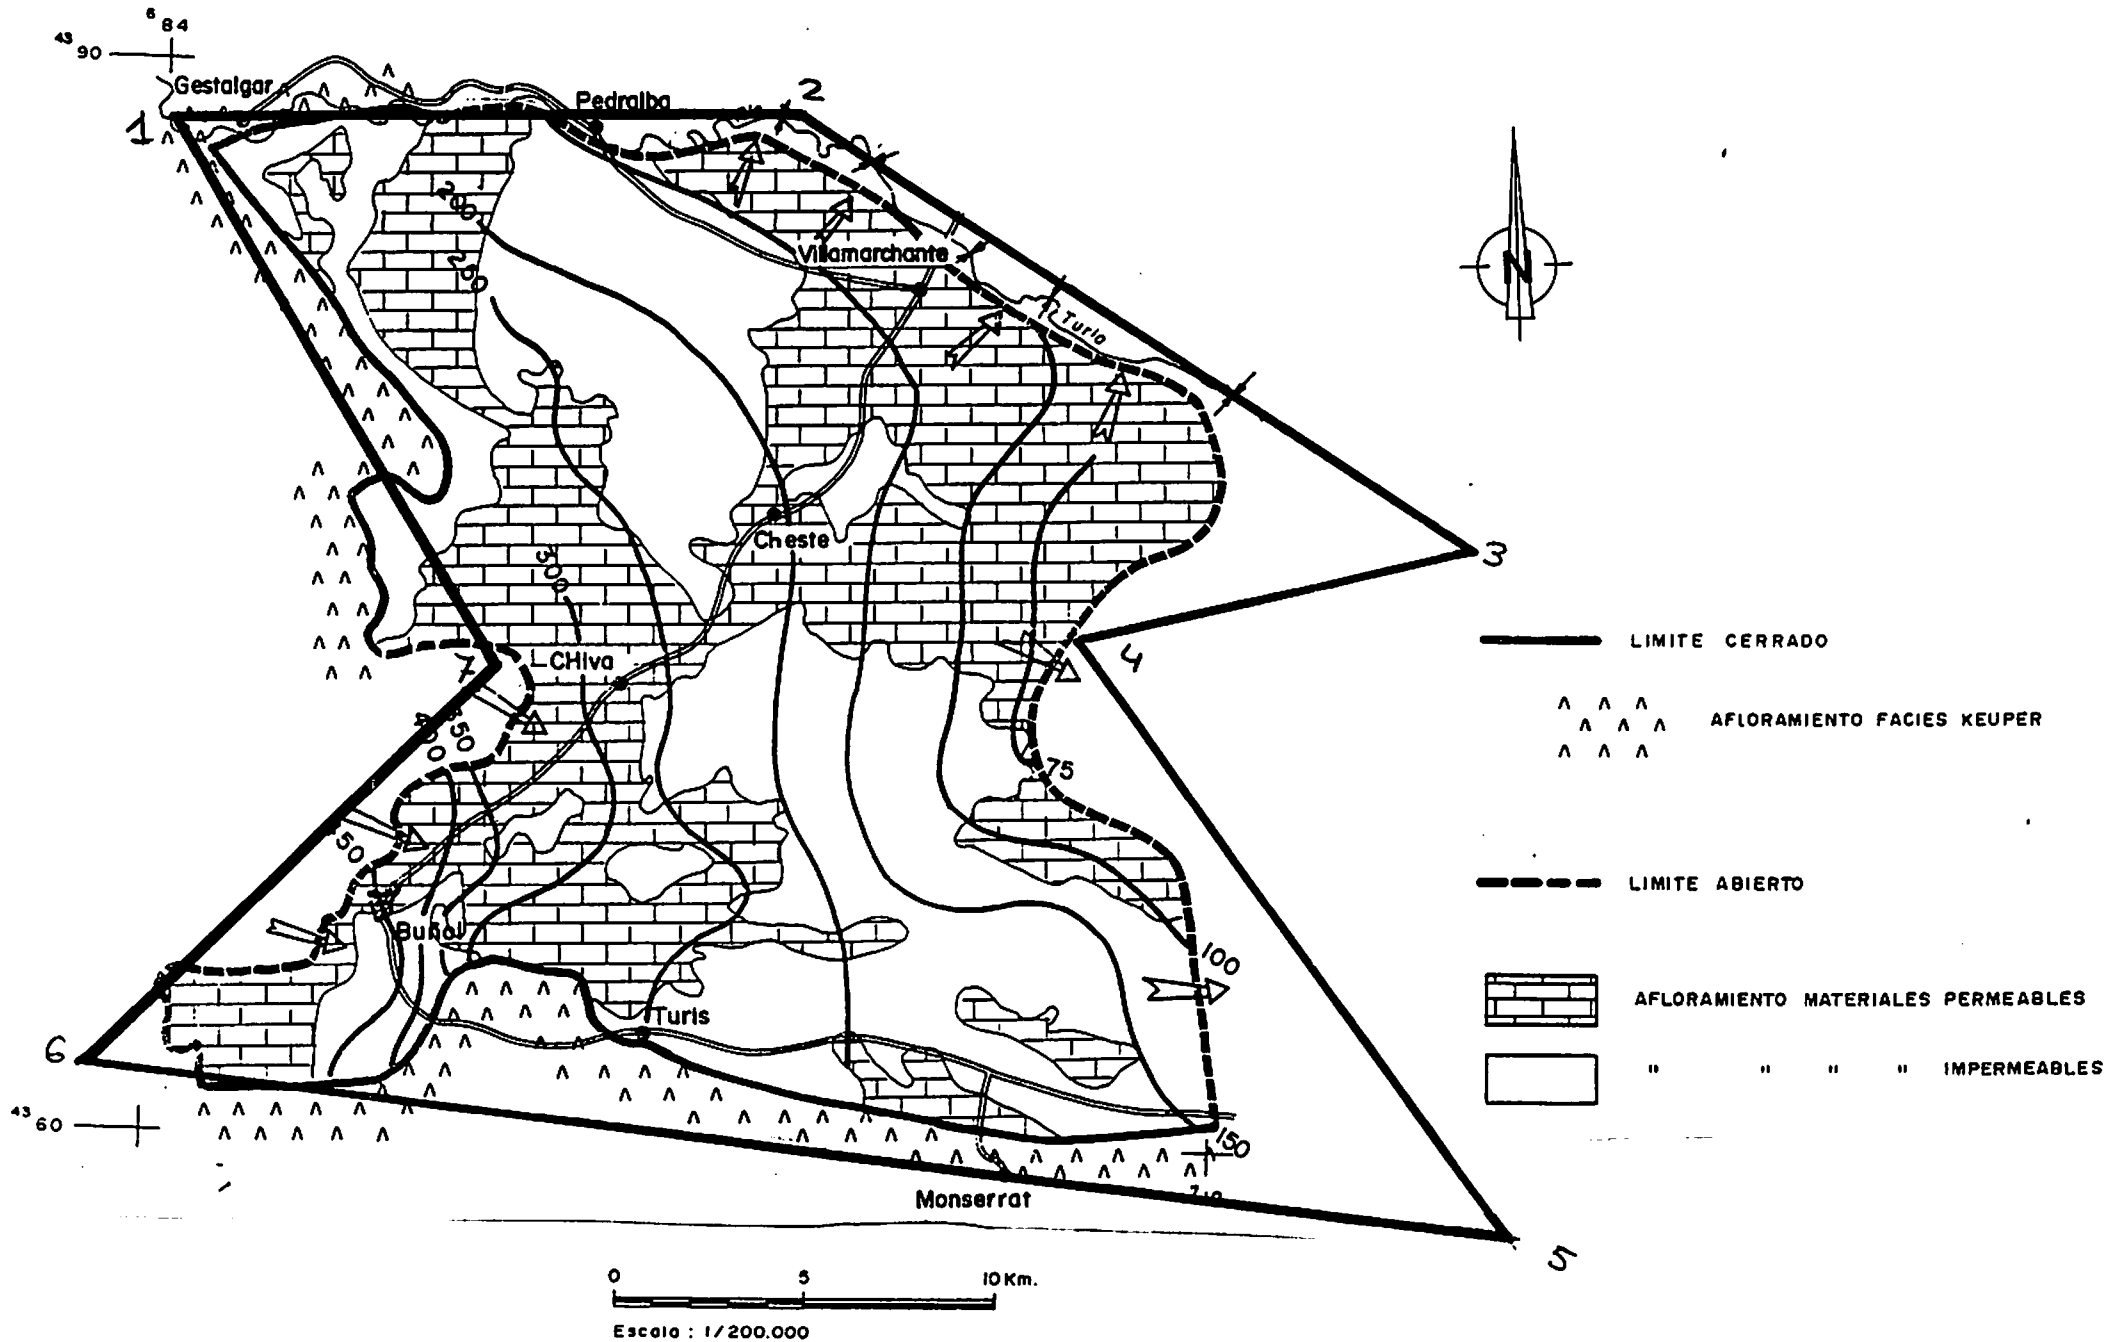 6 84
43 90
Gestalgar
Pedralba
1
2
200
250
Villamarchante
R. Turia
Cheste
3
300
CHiva
7
4
350
400
75
50
Buñol
100
Turis
6
43 60
150
Monserrat
5
N
LIMITE CERRADO
AFLORAMIENTO FACIES KEUPER
LIMITE ABIERTO
AFLORAMIENTO MATERIALES PERMEABLES
" " " " IMPERMEABLES
0 5 10 Km.
Escala : 1/200.000